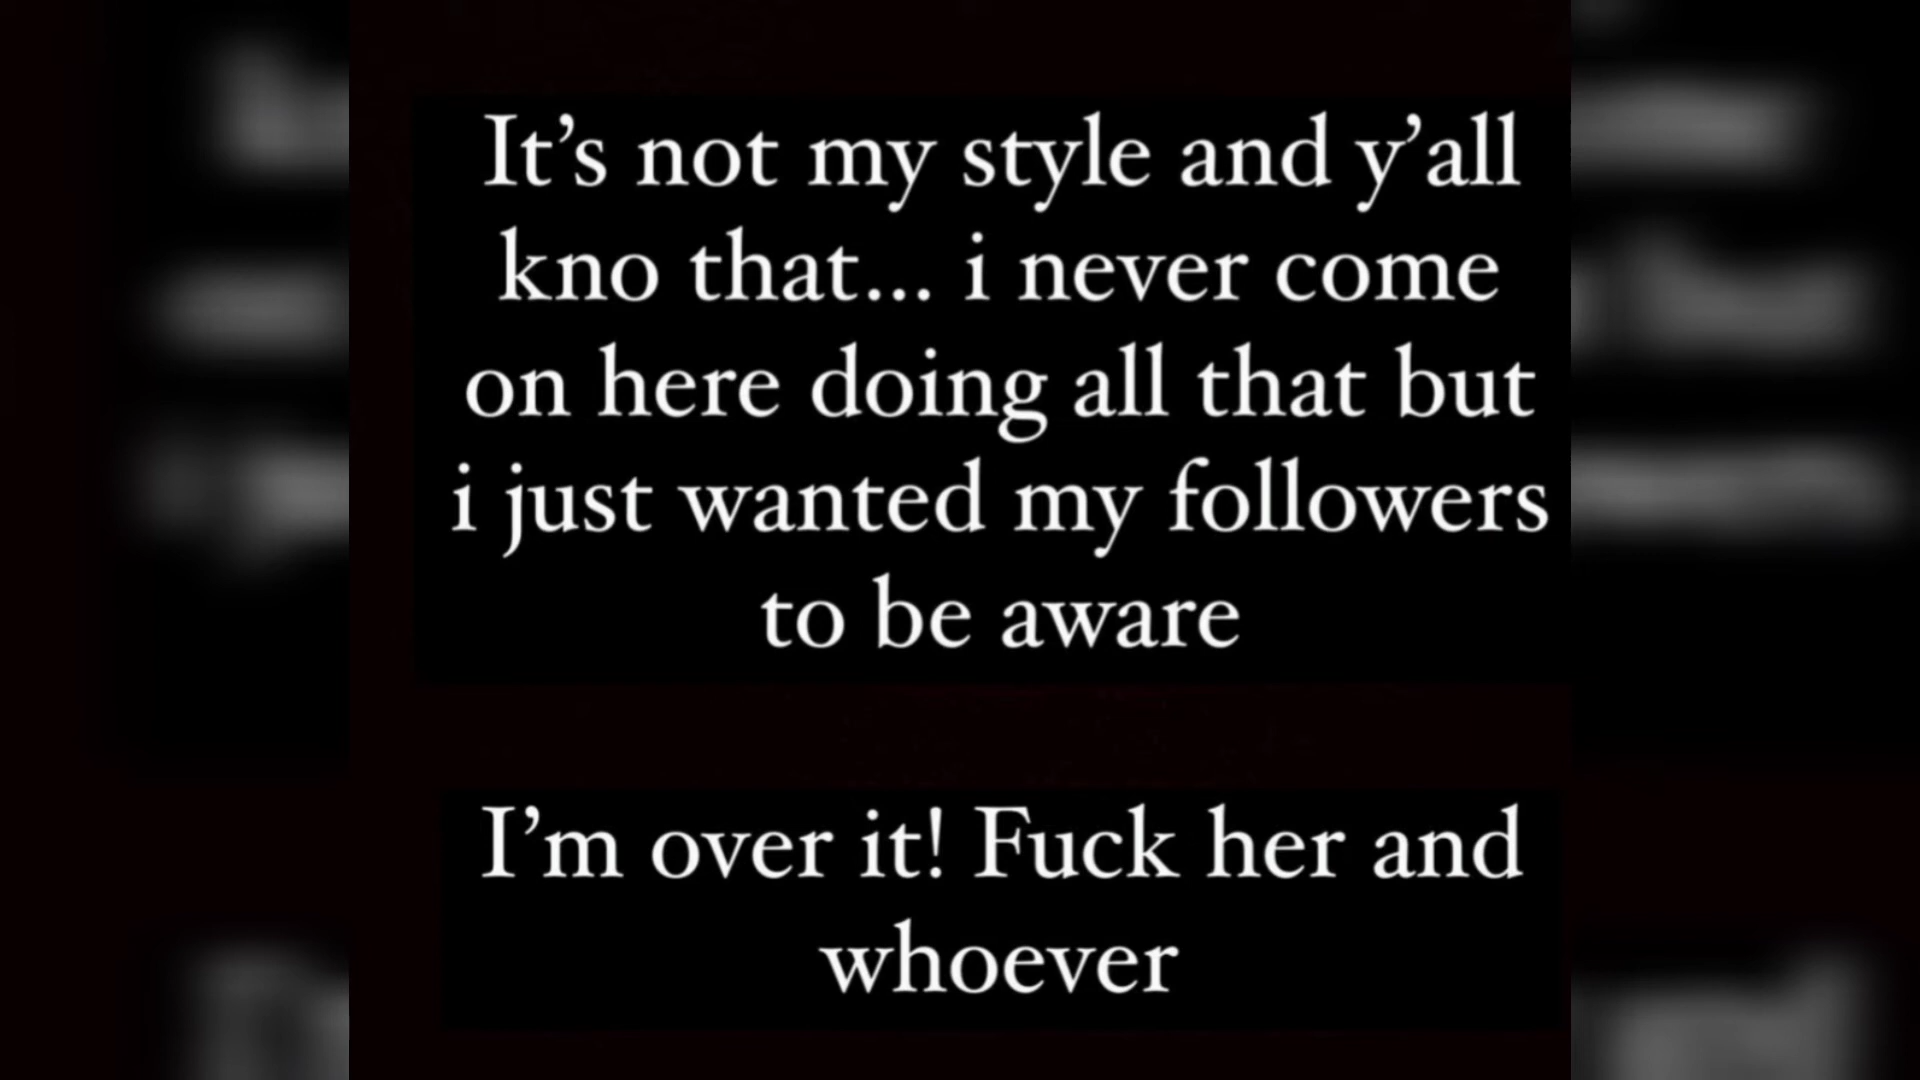 It’s not my style and y’all
kno that... i never come
on here doing all that but
i just wanted my followers
to be aware
I’m over it! Fuck her and
whoever